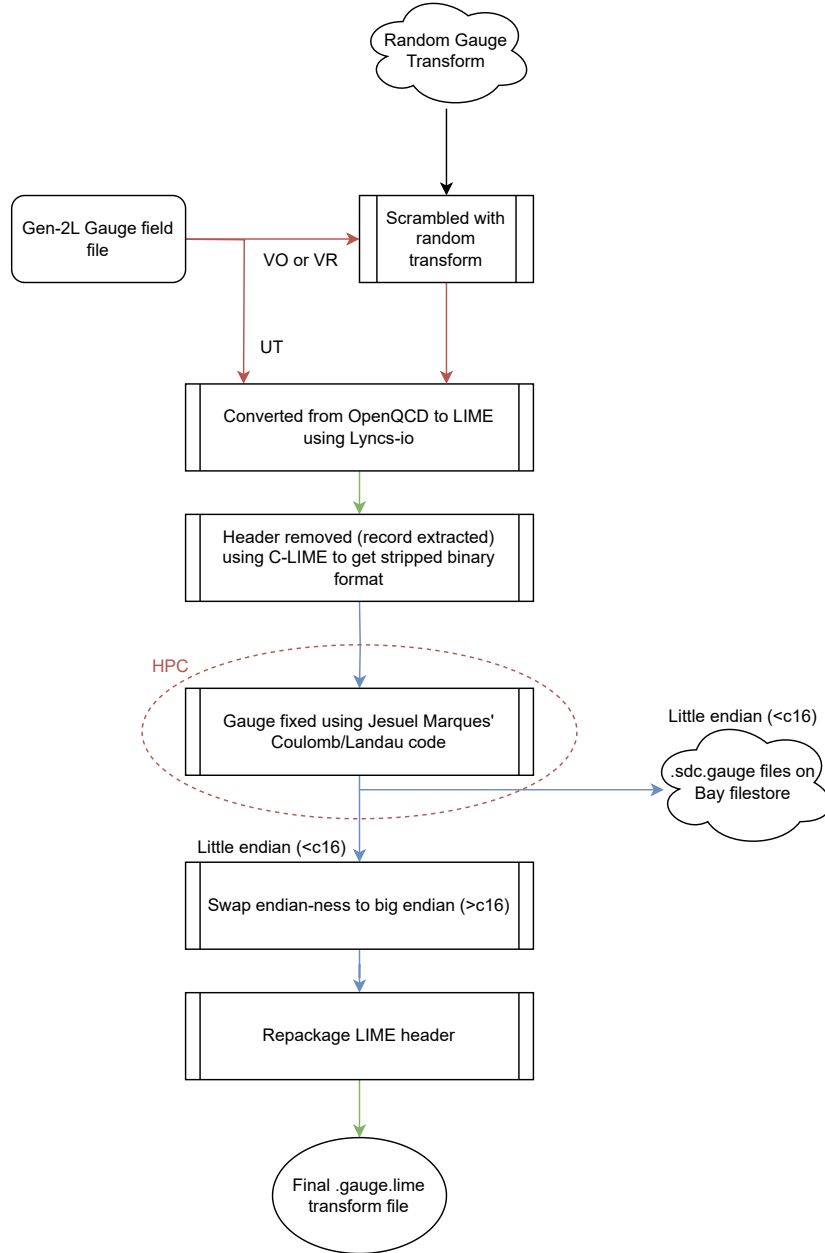 Random Gauge
Transform
Gen-2L Gauge field
file
Scrambled with
random
transform
VO or VR
UT
Converted from OpenQCD to LIME
using Lyncs-io
Header removed (record extracted)
using C-LIME to get stripped binary
format
HPC
Gauge fixed using Jesuel Marques'
Coulomb/Landau code
Little endian (<c16)
.sdc.gauge files on
Bay filestore
Little endian (<c16)
Swap endian-ness to big endian (>c16)
Repackage LIME header
Final .gauge.lime
transform file